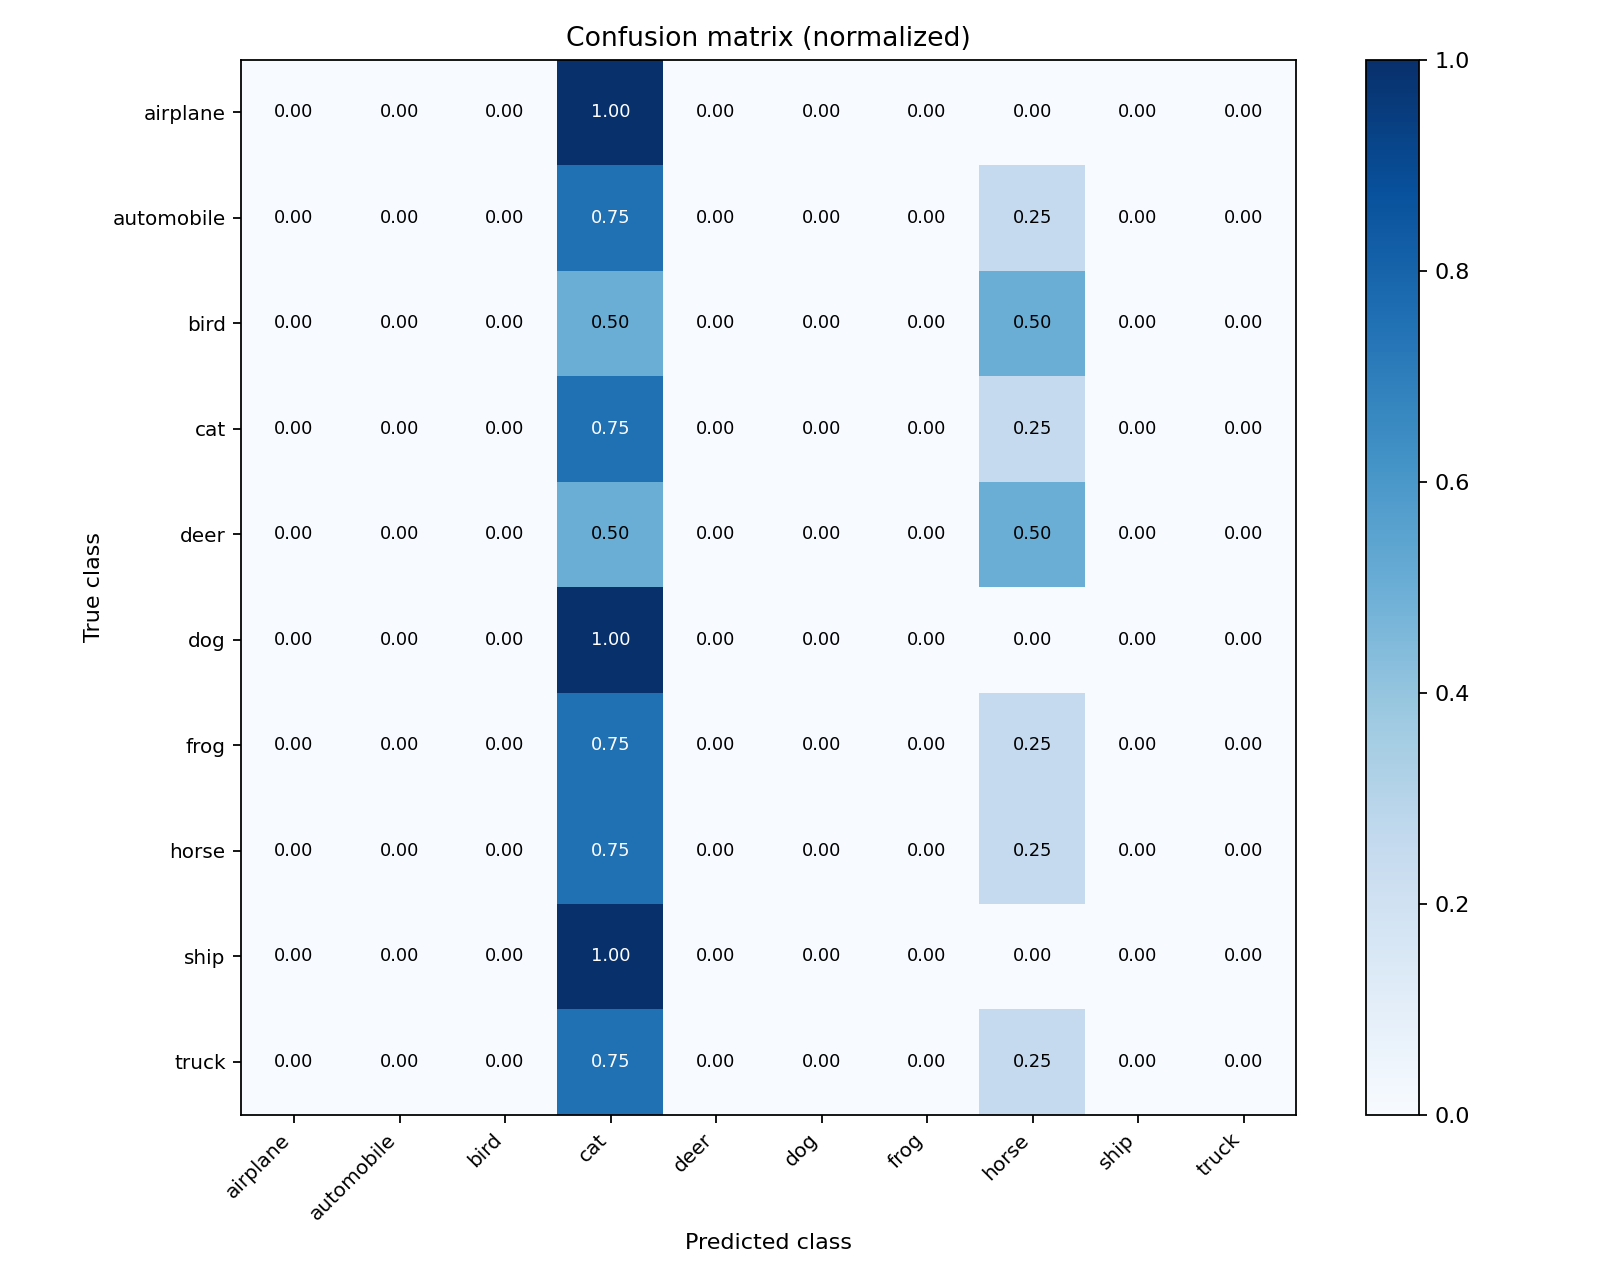 Confusion matrix (normalized)
airplane 0.00 0.00 0.00 1.00 0.00 0.00 0.00 0.00 0.00 0.00
automobile 0.00 0.00 0.00 0.75 0.00 0.00 0.00 0.25 0.00 0.00
bird 0.00 0.00 0.00 0.50 0.00 0.00 0.00 0.50 0.00 0.00
cat 0.00 0.00 0.00 0.75 0.00 0.00 0.00 0.25 0.00 0.00
deer 0.00 0.00 0.00 0.50 0.00 0.00 0.00 0.50 0.00 0.00
dog 0.00 0.00 0.00 1.00 0.00 0.00 0.00 0.00 0.00 0.00
frog 0.00 0.00 0.00 0.75 0.00 0.00 0.00 0.25 0.00 0.00
horse 0.00 0.00 0.00 0.75 0.00 0.00 0.00 0.25 0.00 0.00
ship 0.00 0.00 0.00 1.00 0.00 0.00 0.00 0.00 0.00 0.00
truck 0.00 0.00 0.00 0.75 0.00 0.00 0.00 0.25 0.00 0.00
airplane automobile bird cat deer dog frog horse ship truck
Predicted class
True class
1.0
0.8
0.6
0.4
0.2
0.0